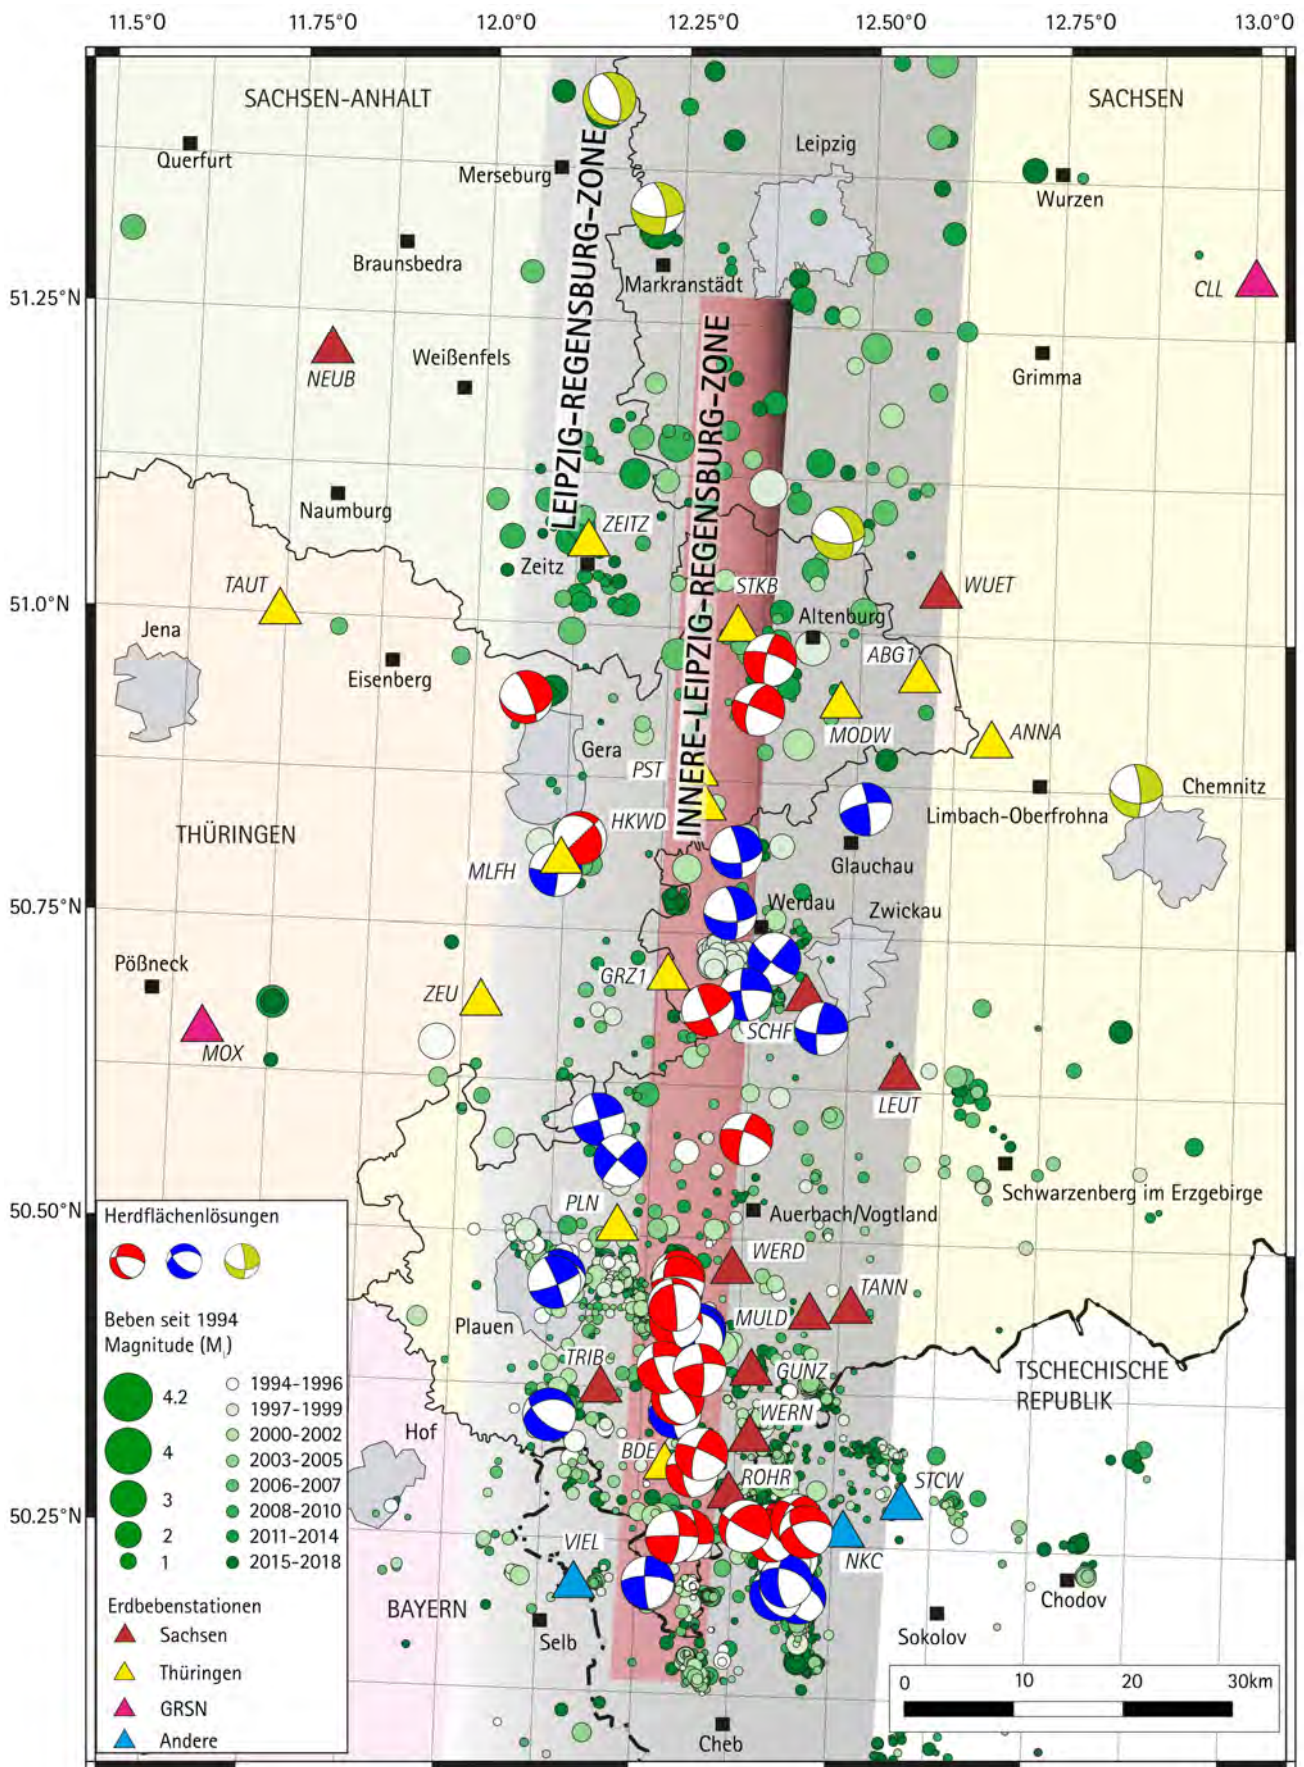 11.5°O 11.75°O 12.0°O 12.25°O 12.50°O 12.75°O 13.0°O
SACHSEN-ANHALT
SACHSEN
Querfurt
Merseburg
Leipzig
Wurzen
Braunsbedra
LEIPZIG-REGENSBURG-ZONE
Markranstädt
CLL
51.25°N
NEUB
Weißenfels
Grimma
INNERE-LEIPZIG-REGENSBURG-ZONE
Naumburg
ZEITZ
Zeitz
TAUT
STKB
WUET
51.0°N
Jena
Altenburg
Eisenberg
ABG1
Gera
MODW
ANNA
PST
Chemnitz
HKWD
Limbach-Oberfrohna
THÜRINGEN
MLFH
Glauchau
50.75°N
Werdau
Zwickau
Pößneck
GRZ1
ZEU
MOX
SCHF
LEUT
Schwarzenberg im Erzgebirge
50.50°N
PLN
Auerbach/Vogtland
WERD
TANN
MULD
Plauen
TRIB
GUNZ
TSCHECHISCHE
REPUBLIK
WERN
Hof
BDE
ROHR
STCW
50.25°N
VIEL
NKC
Chodov
BAYERN
Selb
Sokolov
Cheb
Herdflächenlösungen
Beben seit 1994
Magnitude (Ml)
4.2
4
3
2
1
1994-1996
1997-1999
2000-2002
2003-2005
2006-2007
2008-2010
2011-2014
2015-2018
Erdbebenstationen
Sachsen
Thüringen
GRSN
Andere
0 10 20 30km